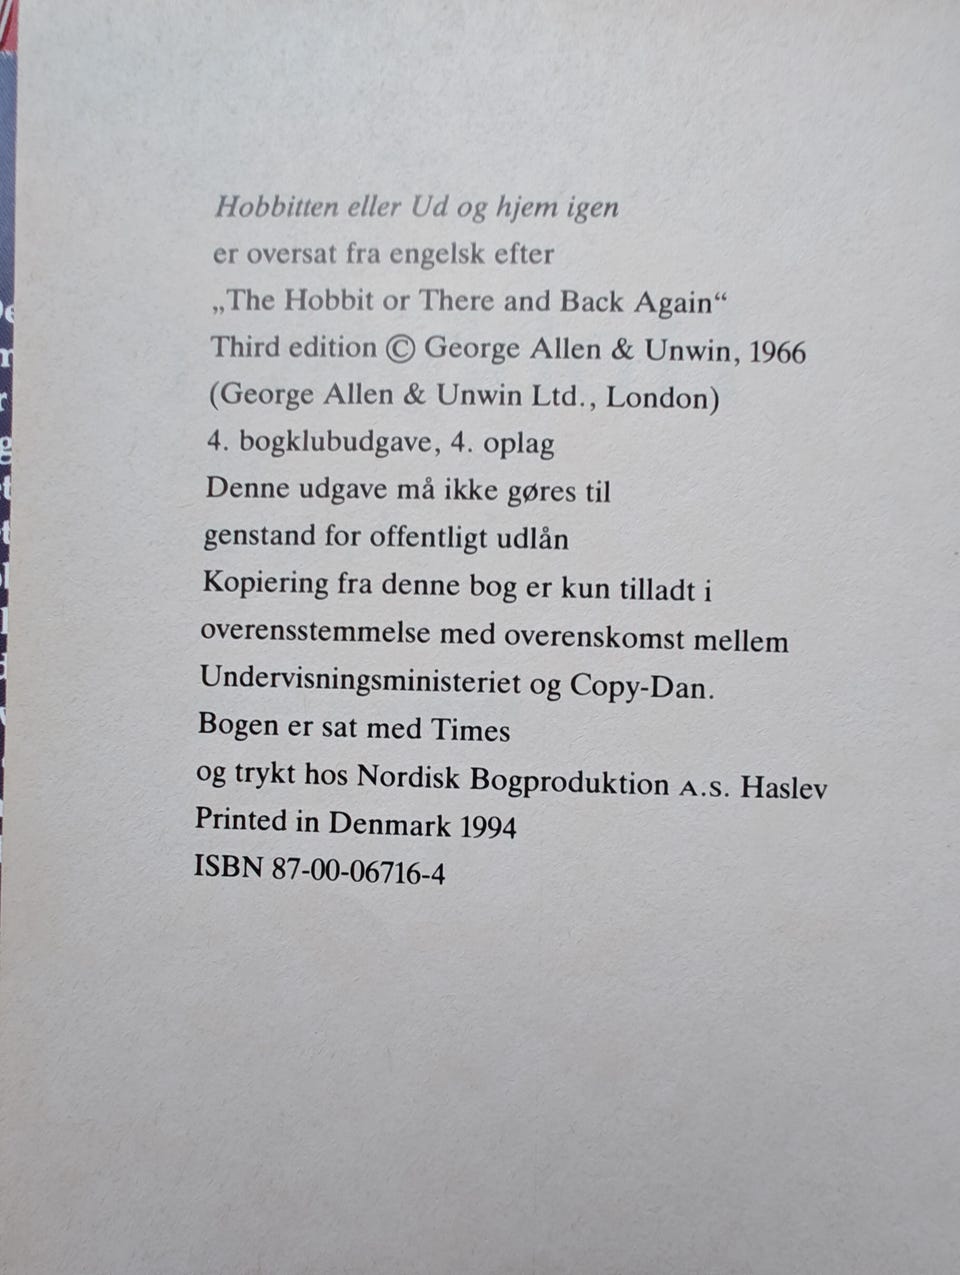 Hobbitten eller Ud og hjem igen
er oversat fra engelsk efter
„The Hobbit or There and Back Again“
Third edition © George Allen & Unwin, 1966
(George Allen & Unwin Ltd., London)
4. bogklubudgave, 4. oplag
Denne udgave må ikke gøres til
genstand for offentligt udlån
Kopiering fra denne bog er kun tilladt i
overensstemmelse med overenskomst mellem
Undervisningsministeriet og Copy-Dan.
Bogen er sat med Times
og trykt hos Nordisk Bogproduktion A.S. Haslev
Printed in Denmark 1994
ISBN 87-00-06716-4